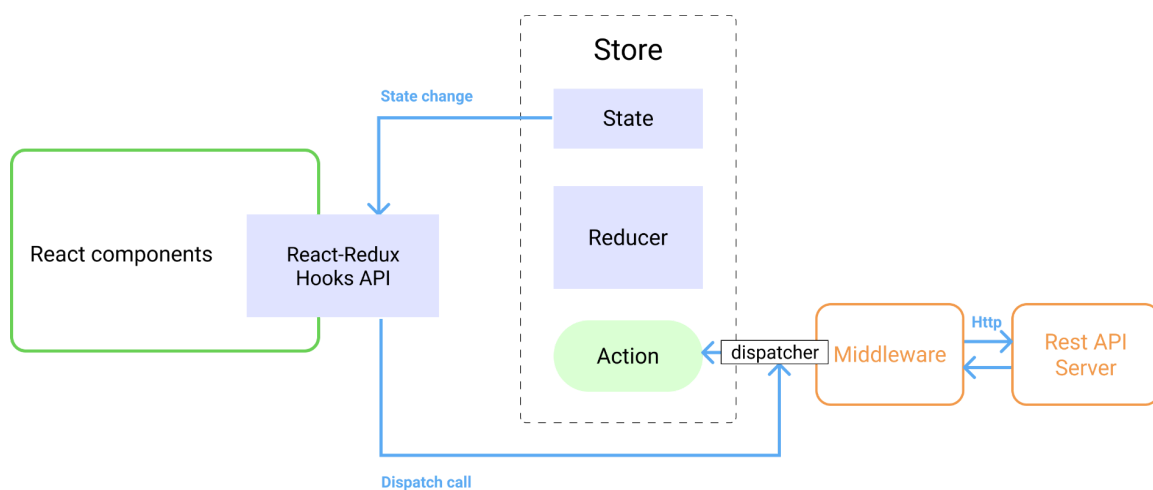 Store
State change
State
React components
React-Redux
Hooks API
Reducer
Action
dispatcher
Middleware
Http
Rest API
Server
Dispatch call